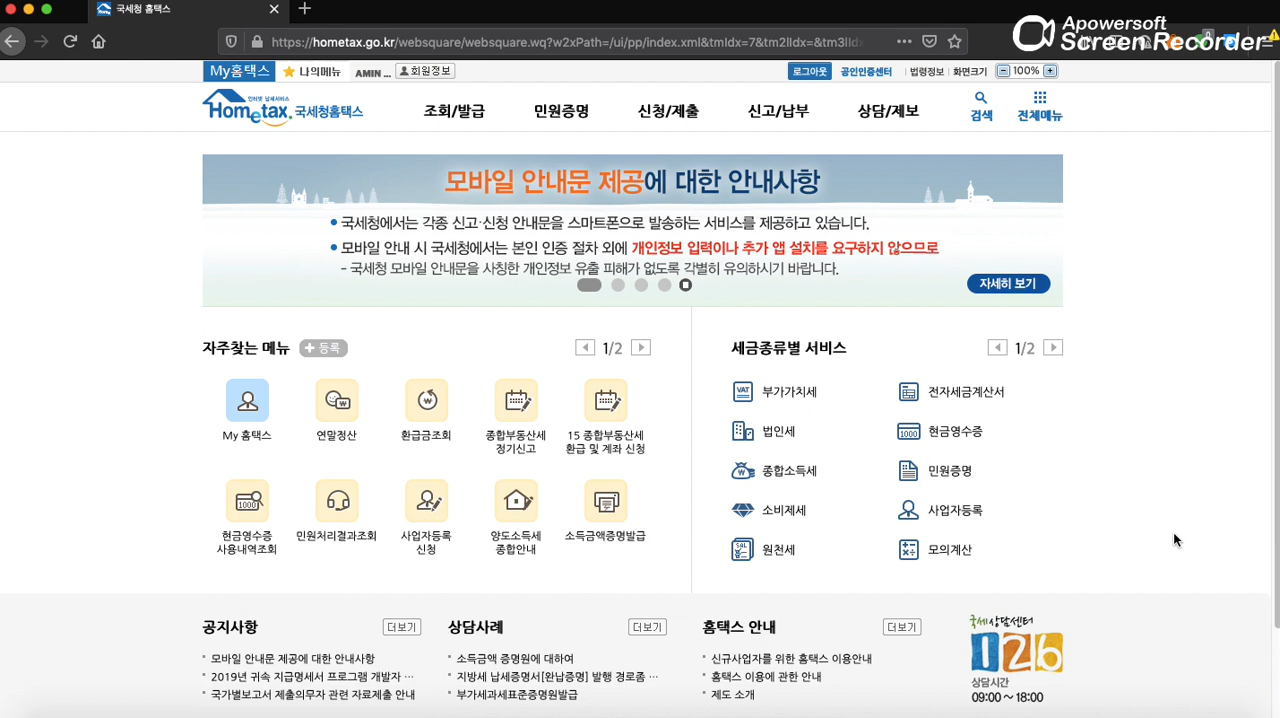 국세청 홈택스
https://hometax.go.kr/websquare/websquare.wq?w2xPath=/ui/pp/index.xml&tmIdx=7&tm2lIdx=&tm3lIdx
Apowersoft
Screen Recorder
My홈택스 나의메뉴 AMIN ... 회원정보 로그아웃 공인인증센터 법령정보 화면크기 100%
Hometax. 국세청홈택스
인터넷 납세서비스
조회/발급 민원증명 신청/제출 신고/납부 상담/제보 검색 전체메뉴
모바일 안내문 제공에 대한 안내사항
• 국세청에서는 각종 신고·신청 안내문을 스마트폰으로 발송하는 서비스를 제공하고 있습니다.
• 모바일 안내 시 국세청에서는 본인 인증 절차 외에 개인정보 입력이나 추가 앱 설치를 요구하지 않으므로
- 국세청 모바일 안내문을 사칭한 개인정보 유출 피해가 없도록 각별히 유의하시기 바랍니다.
자세히 보기
자주찾는 메뉴 + 등록 1/2
My 홈택스 연말정산 환급금조회 종합부동산세 15 종합부동산세
정기신고 환급 및 계좌 신청
1000
현금영수증 민원처리결과조회 사업자등록 양도소득세 소득금액증명발급
사용내역조회 신청 종합안내
세금종류별 서비스 1/2
VAT 부가가치세 전자세금계산서
법인세 1000 현금영수증
종합소득세 민원증명
소비제세 사업자등록
SAL 원천세 모의계산
공지사항 더보기
모바일 안내문 제공에 대한 안내사항
2019년 귀속 지급명세서 프로그램 개발자 ...
국가별보고서 제출의무자 관련 자료제출 안내
상담사례 더보기
소득금액 증명원에 대하여
지방세 납세증명서[완납증명] 발행 경로좀 ...
부가세과세표준증명원발급
홈택스 안내 더보기
신규사업자를 위한 홈택스 이용안내
홈택스 이용에 관한 안내
제도 소개
국세상담센터
126
상담시간
09:00 ~ 18:00